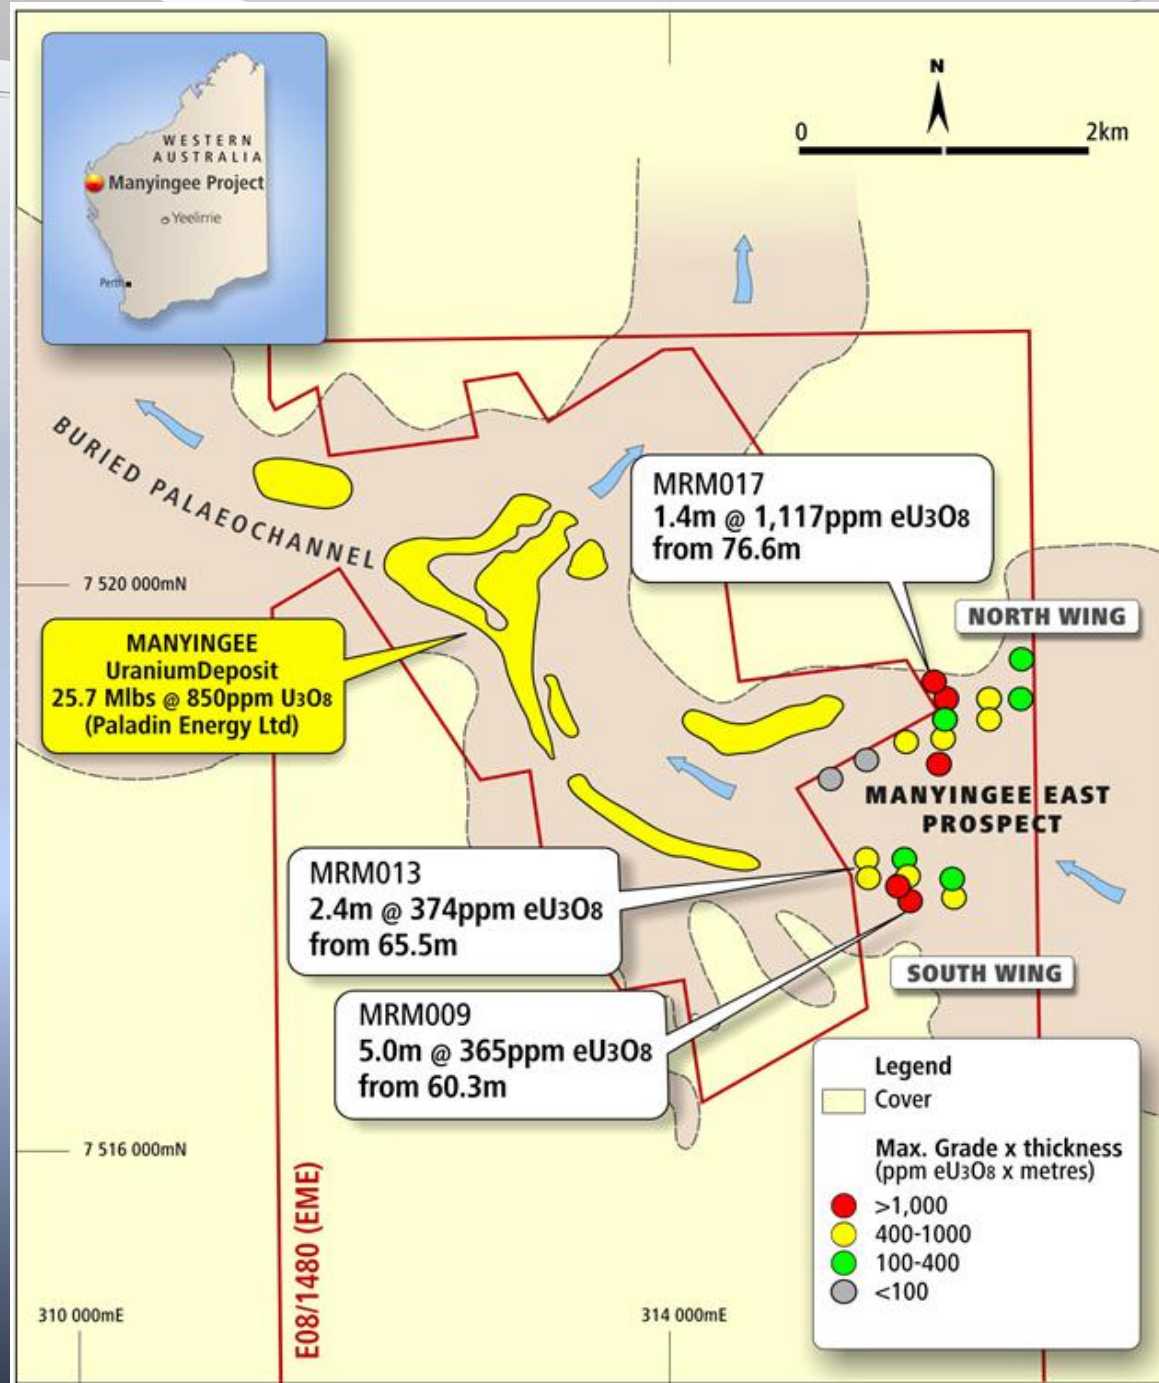 WESTERN
AUSTRALIA
Manyingee Project
Yeelirrie
Perth
N
0 2km
BURIED PALAEOCHANNEL
MRM017
1.4m @ 1,117ppm eU3O8
from 76.6m
7 520 000mN
NORTH WING
MANYINGEE
UraniumDeposit
25.7 Mlbs @ 850ppm U3O8
(Paladin Energy Ltd)
MANYINGEE EAST
PROSPECT
MRM013
2.4m @ 374ppm eU3O8
from 65.5m
SOUTH WING
MRM009
5.0m @ 365ppm eU3O8
from 60.3m
7 516 000mN
E08/1480 (EME)
Legend
Cover
Max. Grade x thickness
(ppm eU3O8 x metres)
>1,000
400-1000
100-400
<100
310 000mE
314 000mE